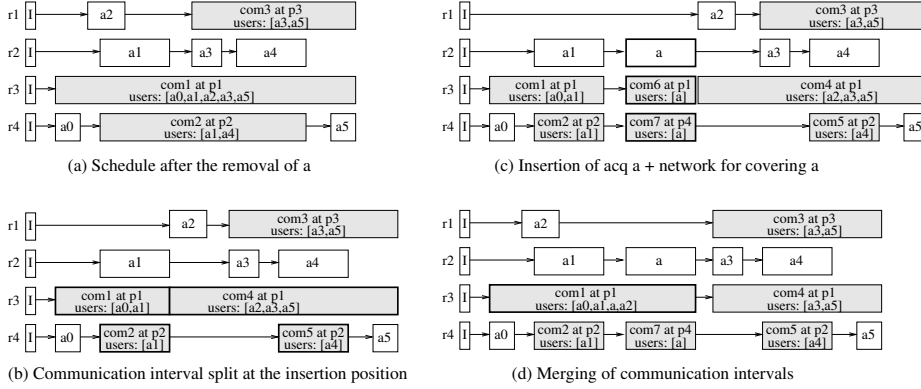 r1 I a2 com3 at p3
users: [a3,a5]
r2 I a1 a3 a4
r3 I com1 at p1
users: [a0,a1,a2,a3,a5]
r4 I a0 com2 at p2 a5
users: [a1,a4]
(a) Schedule after the removal of a
r1 I a2 com3 at p3
users: [a3,a5]
r2 I a1 a a3 a4
r3 I com1 at p1 com6 at p1 com4 at p1
users: [a0,a1] users: [a] users: [a2,a3,a5]
r4 I a0 com2 at p2 com7 at p4 com5 at p2 a5
users: [a1] users: [a] users: [a4]
(c) Insertion of acq a + network for covering a
r1 I a2 com3 at p3
users: [a3,a5]
r2 I a1 a3 a4
r3 I com1 at p1 com4 at p1
users: [a0,a1] users: [a2,a3,a5]
r4 I a0 com2 at p2 com5 at p2 a5
users: [a1] users: [a4]
(b) Communication interval split at the insertion position
r1 I a2 com3 at p3
users: [a3,a5]
r2 I a1 a a3 a4
r3 I com1 at p1 com4 at p1
users: [a0,a1,a,a2] users: [a3,a5]
r4 I a0 com2 at p2 com7 at p4 com5 at p2 a5
users: [a1] users: [a] users: [a4]
(d) Merging of communication intervals